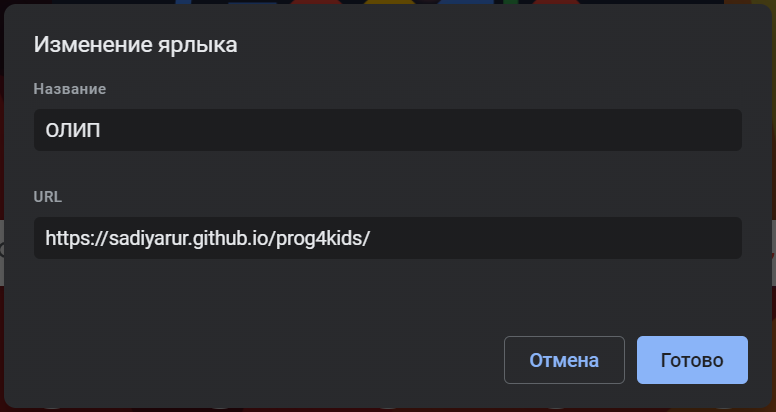 Изменение ярлыка
Название
ОЛИП
URL
https://sadiyarur.github.io/prog4kids/
Отмена
Готово